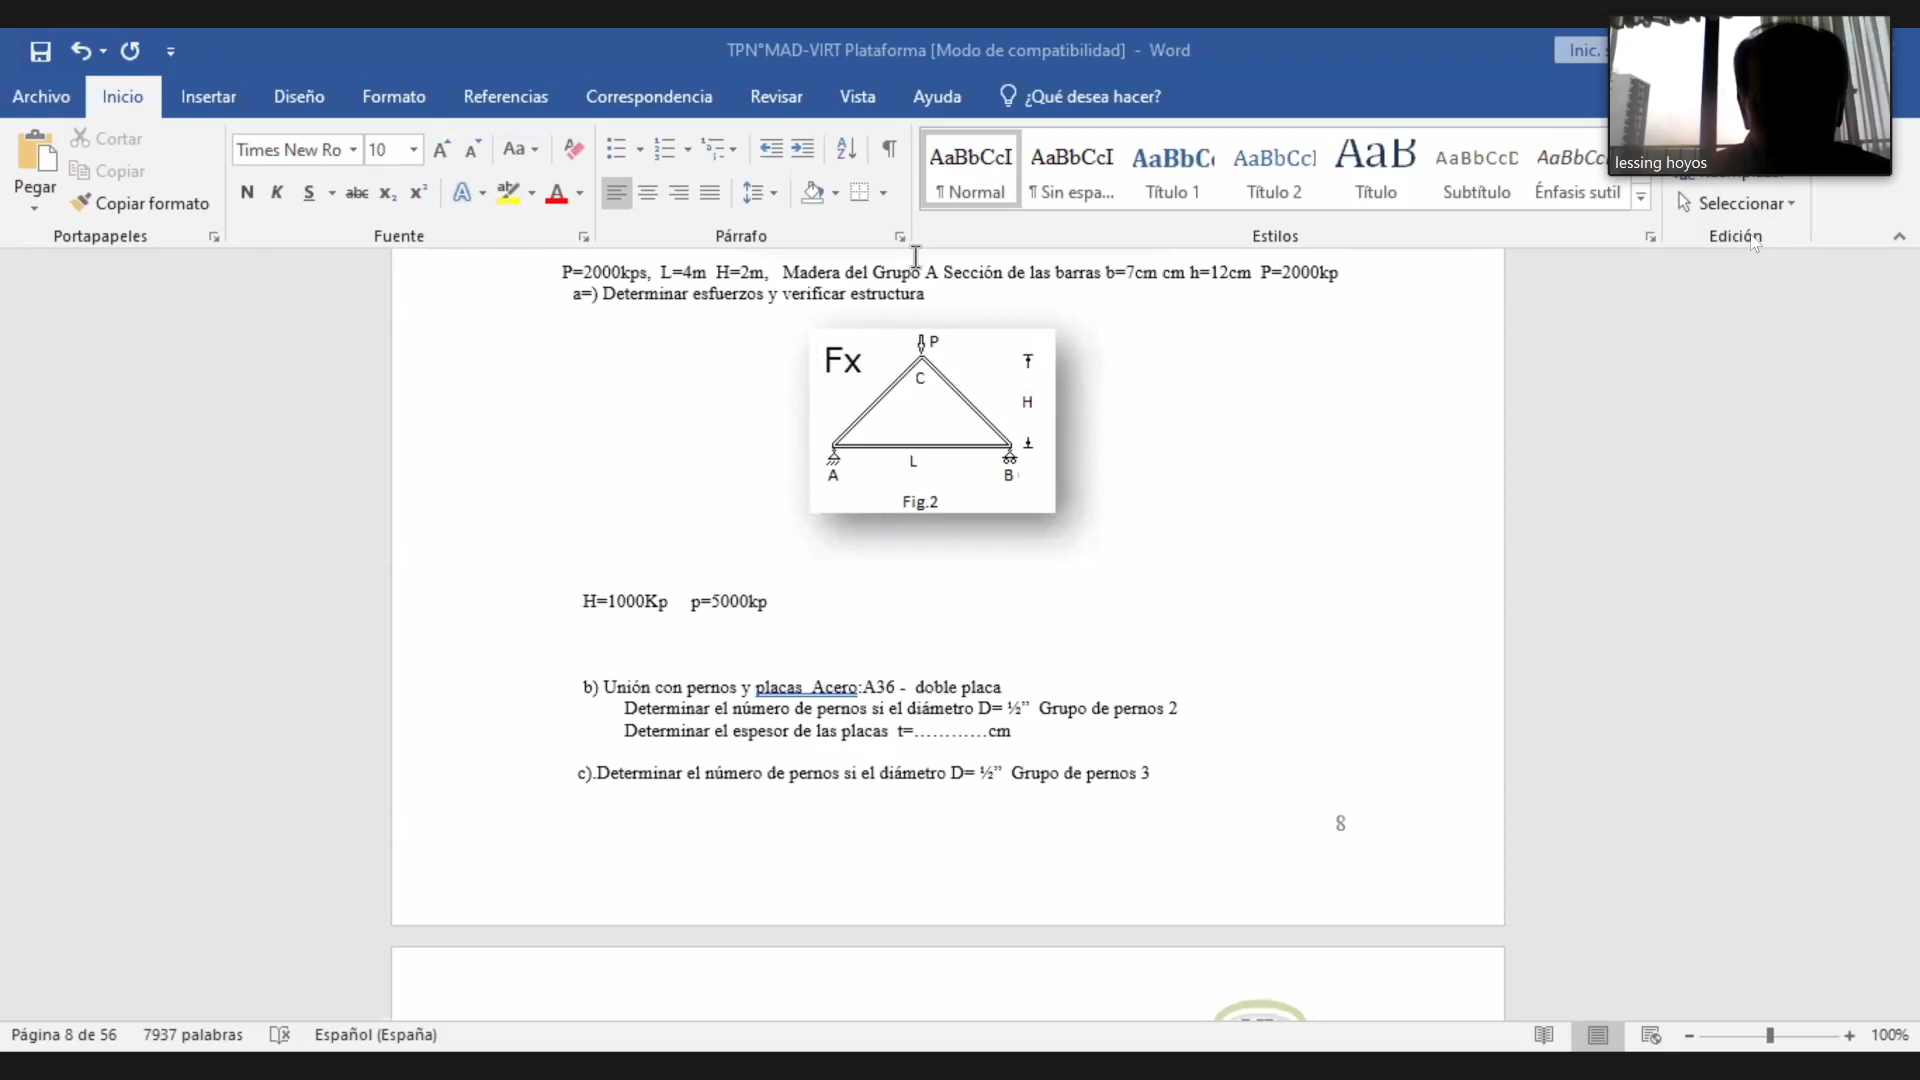 TPN°MAD-VIRT Plataforma [Modo de compatibilidad] - Word
Inic.
Archivo Inicio Insertar Diseño Formato Referencias Correspondencia Revisar Vista Ayuda ¿Qué desea hacer?
lessing hoyos
Pegar
Cortar
Copiar
Copiar formato
Portapapeles
Times New Ro 10
Aa
N K S abc x₂ x² A A
Fuente
Párrafo
AaBbCcI AaBbCcI AaBbC AaBbCcI AaB AaBbCcD AaBbCc
¶ Normal ¶ Sin espa... Título 1 Título 2 Título Subtítulo Énfasis sutil
Estilos
Seleccionar
Edición
P=2000kps, L=4m H=2m, Madera del Grupo A Sección de las barras b=7cm cm h=12cm P=2000kp
a=) Determinar esfuerzos y verificar estructura
Fx
P
C
H
L
A
B
Fig.2
H=1000Kp p=5000kp
b) Unión con pernos y placas Acero:A36 - doble placa
Determinar el número de pernos si el diámetro D= ½” Grupo de pernos 2
Determinar el espesor de las placas t=…………cm
c).Determinar el número de pernos si el diámetro D= ½” Grupo de pernos 3
8
Página 8 de 56 7937 palabras Español (España) 100%